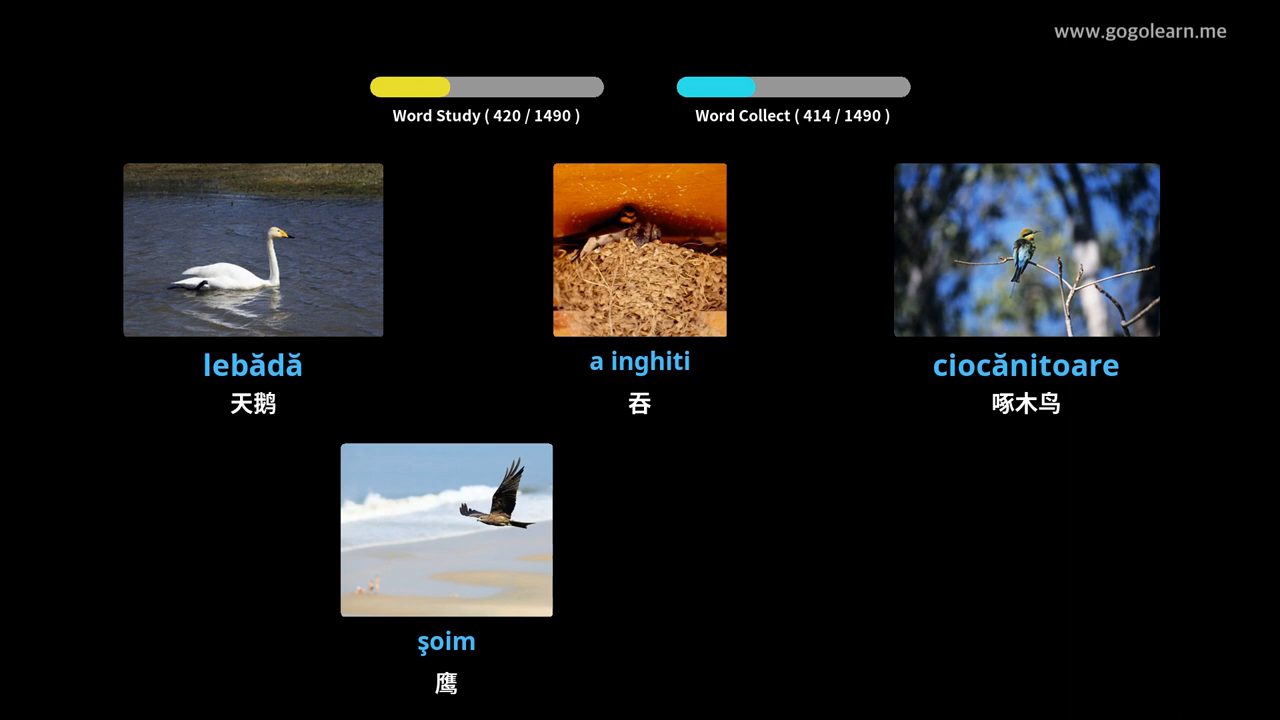 www.gogolearn.me
Word Study ( 420 / 1490 )
Word Collect ( 414 / 1490 )
lebădă
a inghiti
ciocănitoare
天鹅
吞
啄木鸟
şoim
鹰